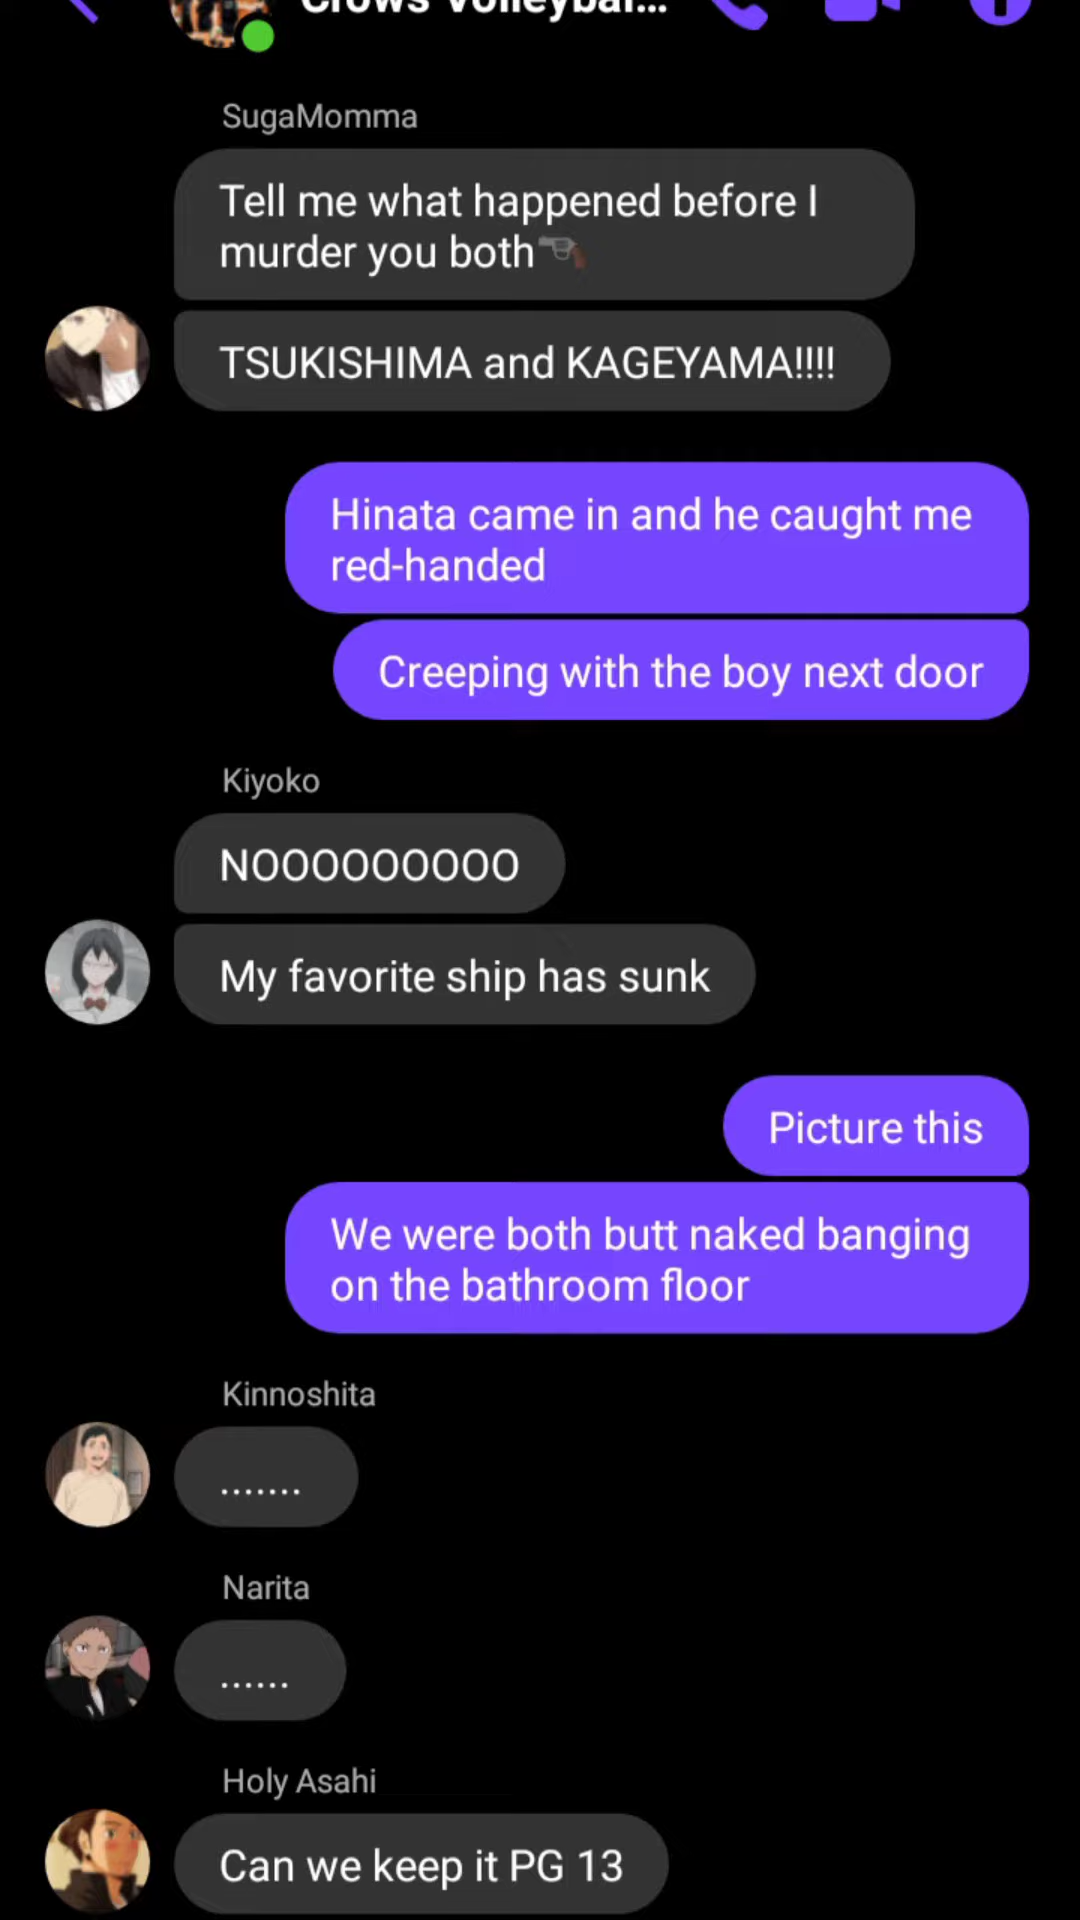 Crows Volleybal...
SugaMomma
Tell me what happened before I
murder you both
TSUKISHIMA and KAGEYAMA!!!!
Hinata came in and he caught me
red-handed
Creeping with the boy next door
Kiyoko
NOOOOOOOOO
My favorite ship has sunk
Picture this
We were both butt naked banging
on the bathroom floor
Kinnoshita
.......
Narita
......
Holy Asahi
Can we keep it PG 13